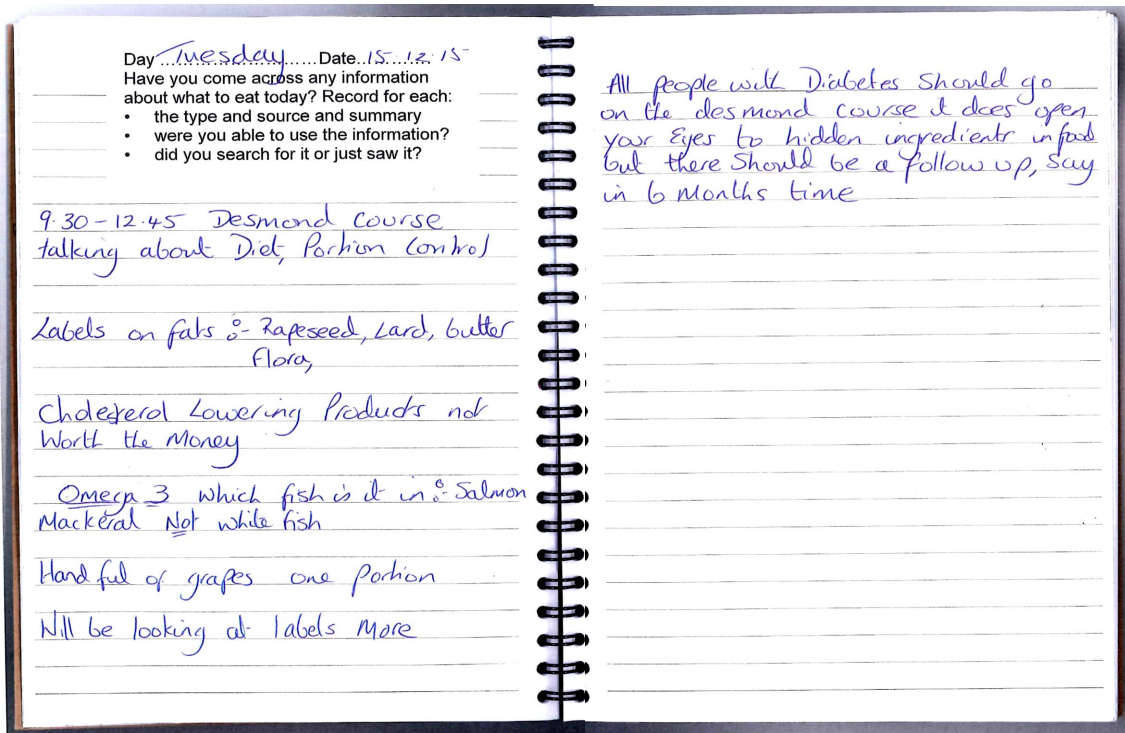 Day Tuesday Date 15.12.15
Have you come across any information
about what to eat today? Record for each:
• the type and source and summary
• were you able to use the information?
• did you search for it or just saw it?
9.30-12.45 Desmond Course
talking about Diet, Portion Control
Labels on fats :- Rapeseed, Lard, butter
Flora,
Cholesterol Lowering Products not
Worth the Money
Omega 3 which fish is it in :- Salmon
Mackeral Not white fish
Handful of grapes one portion
Will be looking at labels more
All people with Diabetes Should go
on the desmond course it does open
your Eyes to hidden ingredients in food
but there Should be a follow up, Say
in 6 Months time